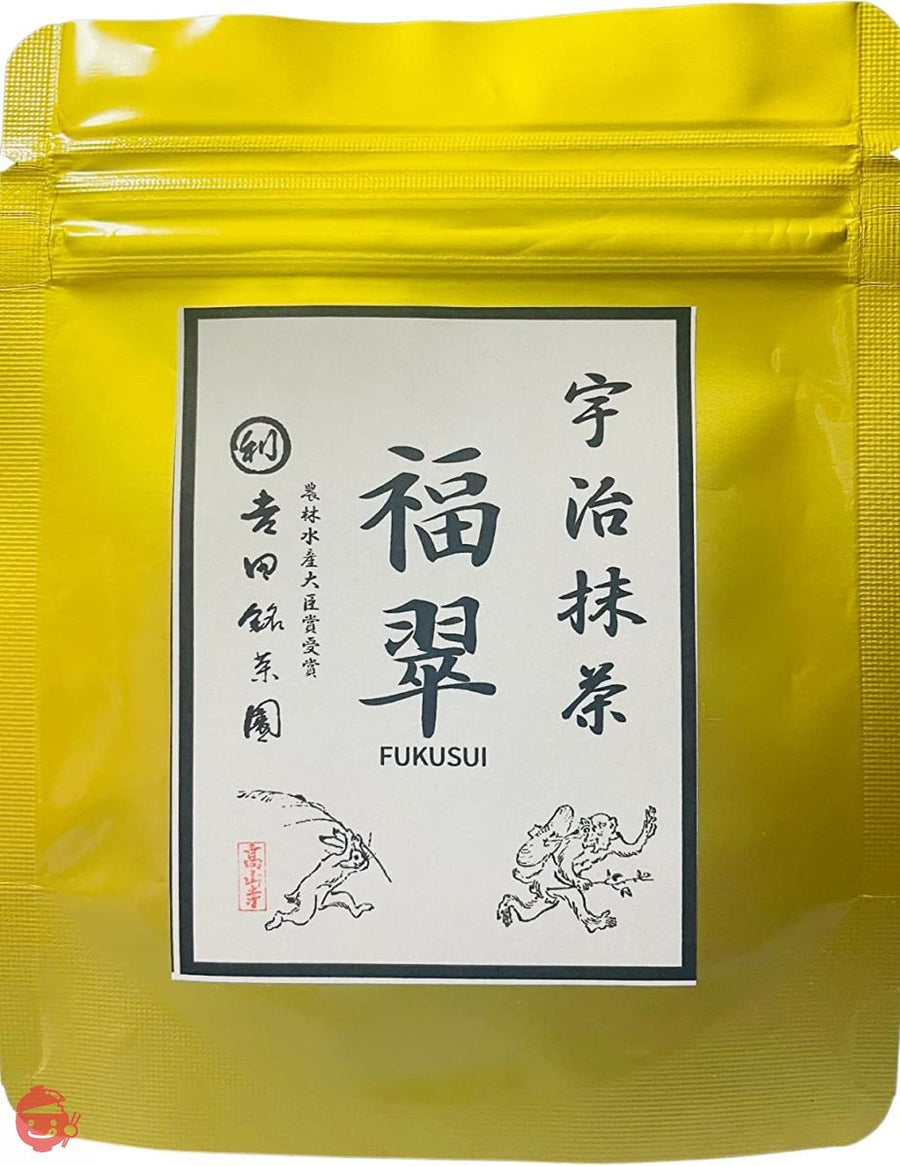 宇治抹茶
福翠
FUKUSUI
農林水産大臣賞受賞
利
吉田銘茶園
高山寺